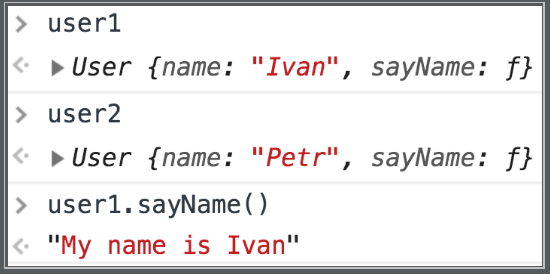 > user1
<· ▶ User {name: "Ivan", sayName: ƒ}
> user2
<· ▶ User {name: "Petr", sayName: ƒ}
> user1.sayName()
<· "My name is Ivan"